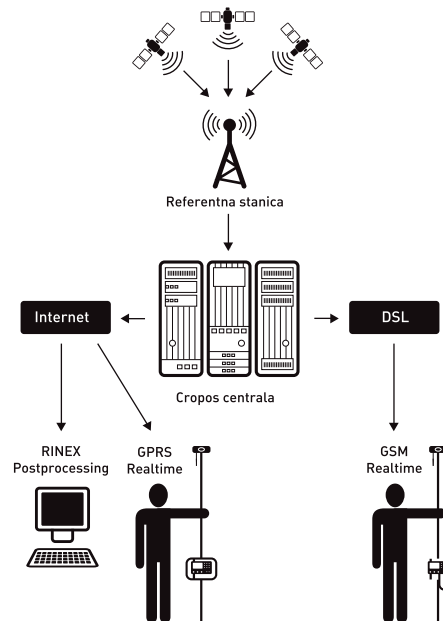 Referentna stanica
Internet
DSL
Cropos centrala
RINEX
Postprocessing
GPRS
Realtime
GSM
Realtime